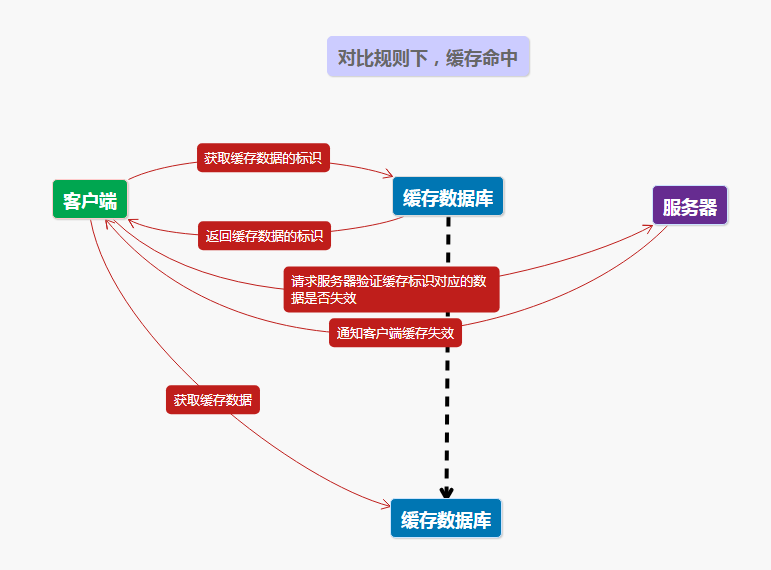 对比规则下，缓存命中
获取缓存数据的标识
客户端
缓存数据库
服务器
返回缓存数据的标识
请求服务器验证缓存标识对应的数
据是否失效
通知客户端缓存失效
获取缓存数据
缓存数据库